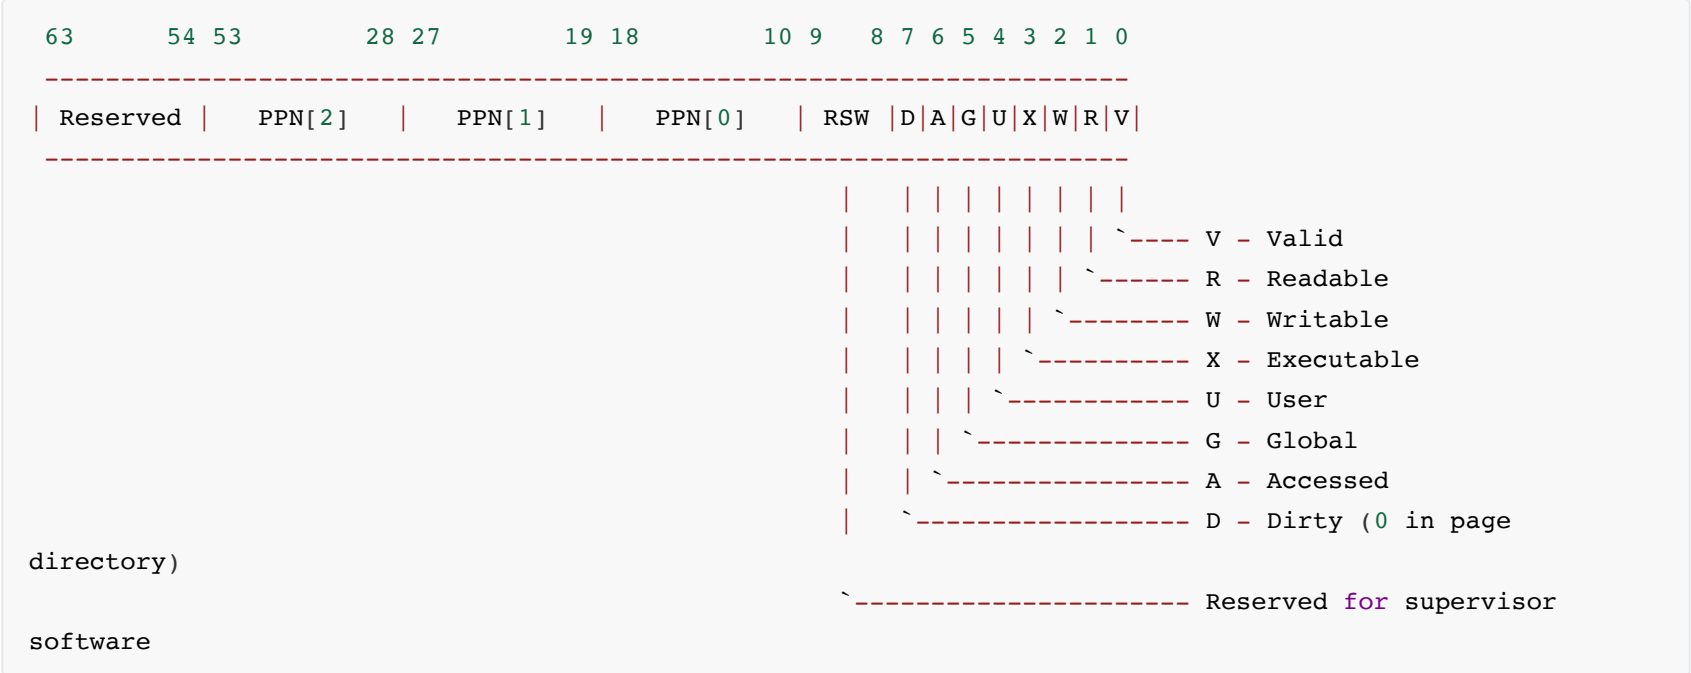 63      54 53        28 27        19 18        10 9   8 7 6 5 4 3 2 1 0
 -----------------------------------------------------------------------
| Reserved |   PPN[2]   |   PPN[1]   |   PPN[0]   | RSW |D|A|G|U|X|W|R|V|
 -----------------------------------------------------------------------
                                                     |   | | | | | | | |
                                                     |   | | | | | | | `---- V - Valid
                                                     |   | | | | | | `------ R - Readable
                                                     |   | | | | | `-------- W - Writable
                                                     |   | | | | `---------- X - Executable
                                                     |   | | | `------------ U - User
                                                     |   | | `-------------- G - Global
                                                     |   | `---------------- A - Accessed
                                                     |   `------------------ D - Dirty (0 in page
directory)
                                                     `---------------------- Reserved for supervisor
software